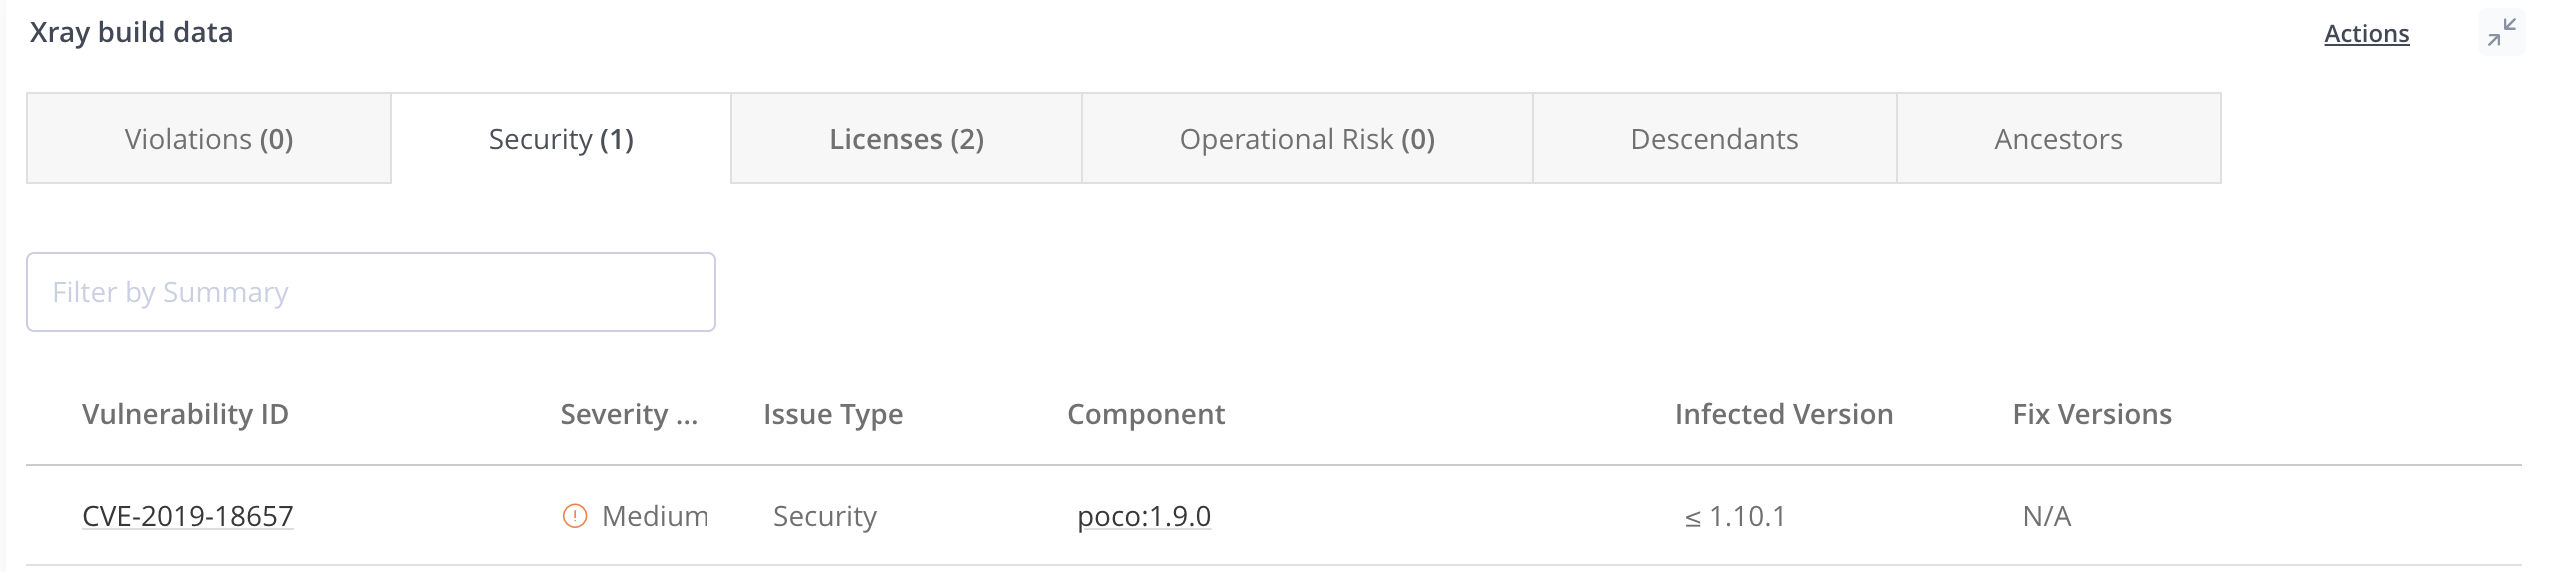 Xray build data Actions
Violations (0) Security (1) Licenses (2) Operational Risk (0) Descendants Ancestors
Filter by Summary
Vulnerability ID Severity ... Issue Type Component Infected Version Fix Versions
CVE-2019-18657 Medium Security poco:1.9.0 ≤ 1.10.1 N/A